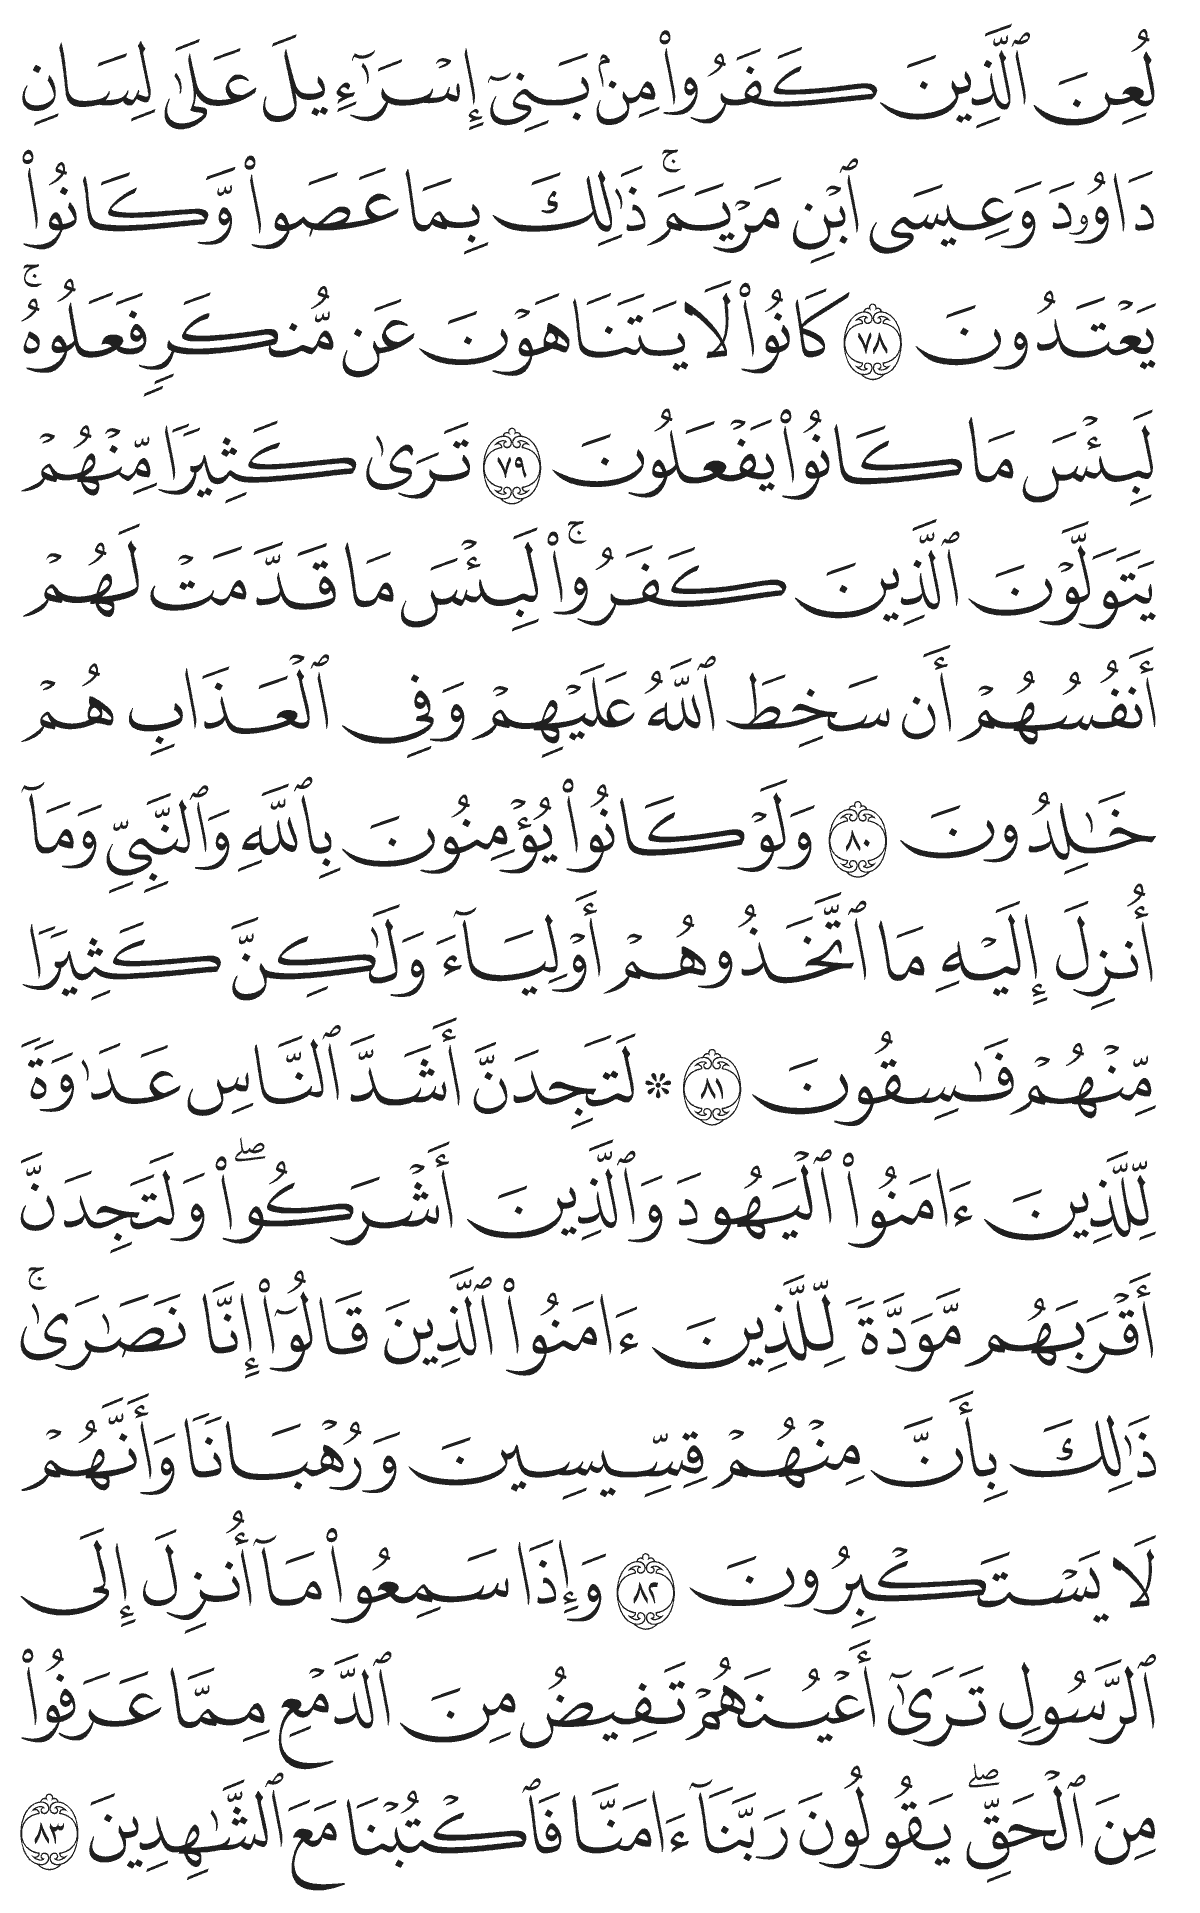 لُعِنَ ٱلَّذِينَ كَفَرُواْ مِنۢ بَنِيٓ إِسۡرَٰٓءِيلَ عَلَىٰ لِسَانِ
دَاوُۥدَ وَعِيسَى ٱبۡنِ مَرۡيَمَۚ ذَٰلِكَ بِمَا عَصَواْ وَّكَانُواْ
يَعۡتَدُونَ ٧٨ كَانُواْ لَا يَتَنَاهَوۡنَ عَن مُّنكَرٖ فَعَلُوهُۚ
لَبِئۡسَ مَا كَانُواْ يَفۡعَلُونَ ٧٩ تَرَىٰ كَثِيرٗا مِّنۡهُمۡ
يَتَوَلَّوۡنَ ٱلَّذِينَ كَفَرُواْۚ لَبِئۡسَ مَا قَدَّمَتۡ لَهُمۡ
أَنفُسُهُمۡ أَن سَخِطَ ٱللَّهُ عَلَيۡهِمۡ وَفِي ٱلۡعَذَابِ هُمۡ
خَٰلِدُونَ ٨٠ وَلَوۡ كَانُواْ يُؤۡمِنُونَ بِٱللَّهِ وَٱلنَّبِيِّ وَمَآ
أُنزِلَ إِلَيۡهِ مَا ٱتَّخَذُوهُمۡ أَوۡلِيَآءَ وَلَٰكِنَّ كَثِيرٗا
مِّنۡهُمۡ فَٰسِقُونَ ٨١ ۞ لَتَجِدَنَّ أَشَدَّ ٱلنَّاسِ عَدَٰوَةٗ
لِّلَّذِينَ ءَامَنُواْ ٱلۡيَهُودَ وَٱلَّذِينَ أَشۡرَكُواْۖ وَلَتَجِدَنَّ
أَقۡرَبَهُم مَّوَدَّةٗ لِّلَّذِينَ ءَامَنُواْ ٱلَّذِينَ قَالُوٓاْ إِنَّا نَصَٰرَىٰۚ
ذَٰلِكَ بِأَنَّ مِنۡهُمۡ قِسِّيسِينَ وَرُهۡبَانٗا وَأَنَّهُمۡ
لَا يَسۡتَكۡبِرُونَ ٨٢ وَإِذَا سَمِعُواْ مَآ أُنزِلَ إِلَى
ٱلرَّسُولِ تَرَىٰٓ أَعۡيُنَهُمۡ تَفِيضُ مِنَ ٱلدَّمۡعِ مِمَّا عَرَفُواْ
مِنَ ٱلۡحَقِّۖ يَقُولُونَ رَبَّنَآ ءَامَنَّا فَٱكۡتُبۡنَا مَعَ ٱلشَّٰهِدِينَ ٨٣